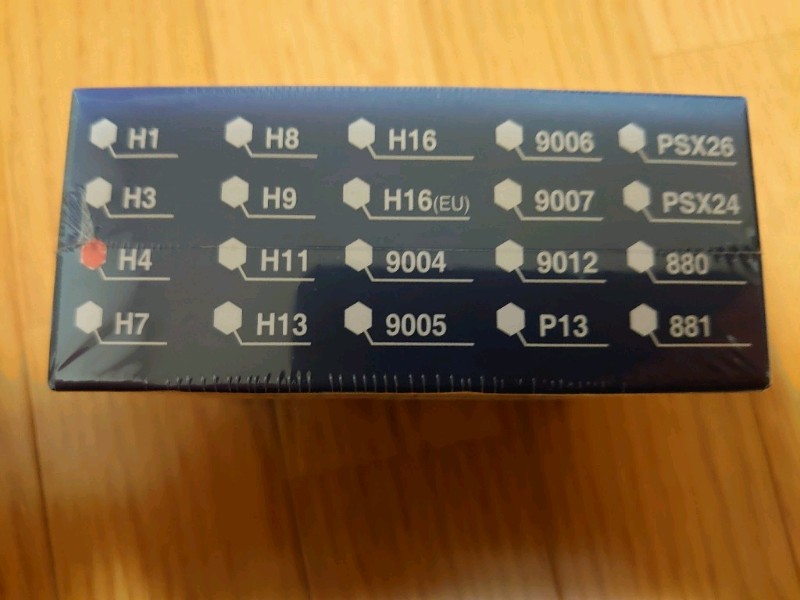 H1 H8 H16 9006 PSX26
H3 H9 H16(EU) 9007 PSX24
H4 H11 9004 9012 880
H7 H13 9005 P13 881